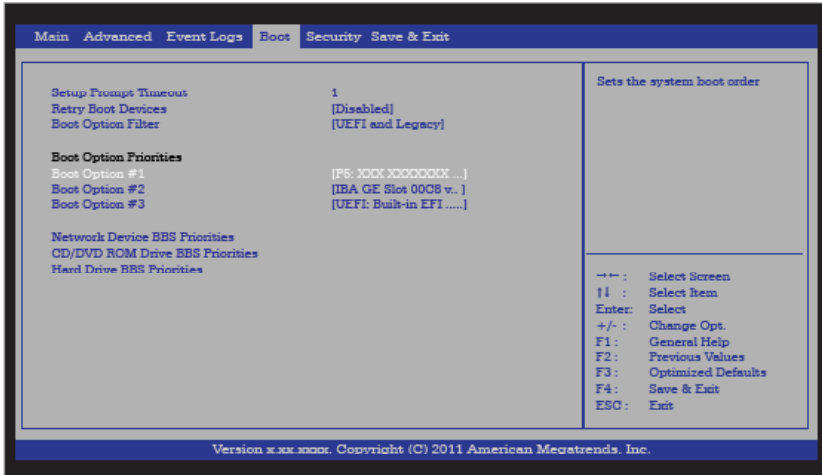 Main Advanced Event Logs Boot Security Save & Exit
Setup Prompt Timeout 1
Retry Boot Devices [Disabled]
Boot Option Filter [UEFI and Legacy]
Boot Option Priorities
Boot Option #1 [P5: XXX XXXXXXX ...]
Boot Option #2 [IBA GE Slot 00C8 v.. ]
Boot Option #3 [UEFI: Built-in EFI .....]
Network Device BBS Priorities
CD/DVD ROM Drive BBS Priorities
Hard Drive BBS Priorities
Sets the system boot order
→← : Select Screen
↑↓ : Select Item
Enter: Select
+/- : Change Opt.
F1 : General Help
F2 : Previous Values
F3 : Optimized Defaults
F4 : Save & Exit
ESC : Exit
Version x.xx.xxxx. Copyright (C) 2011 American Megatrends, Inc.